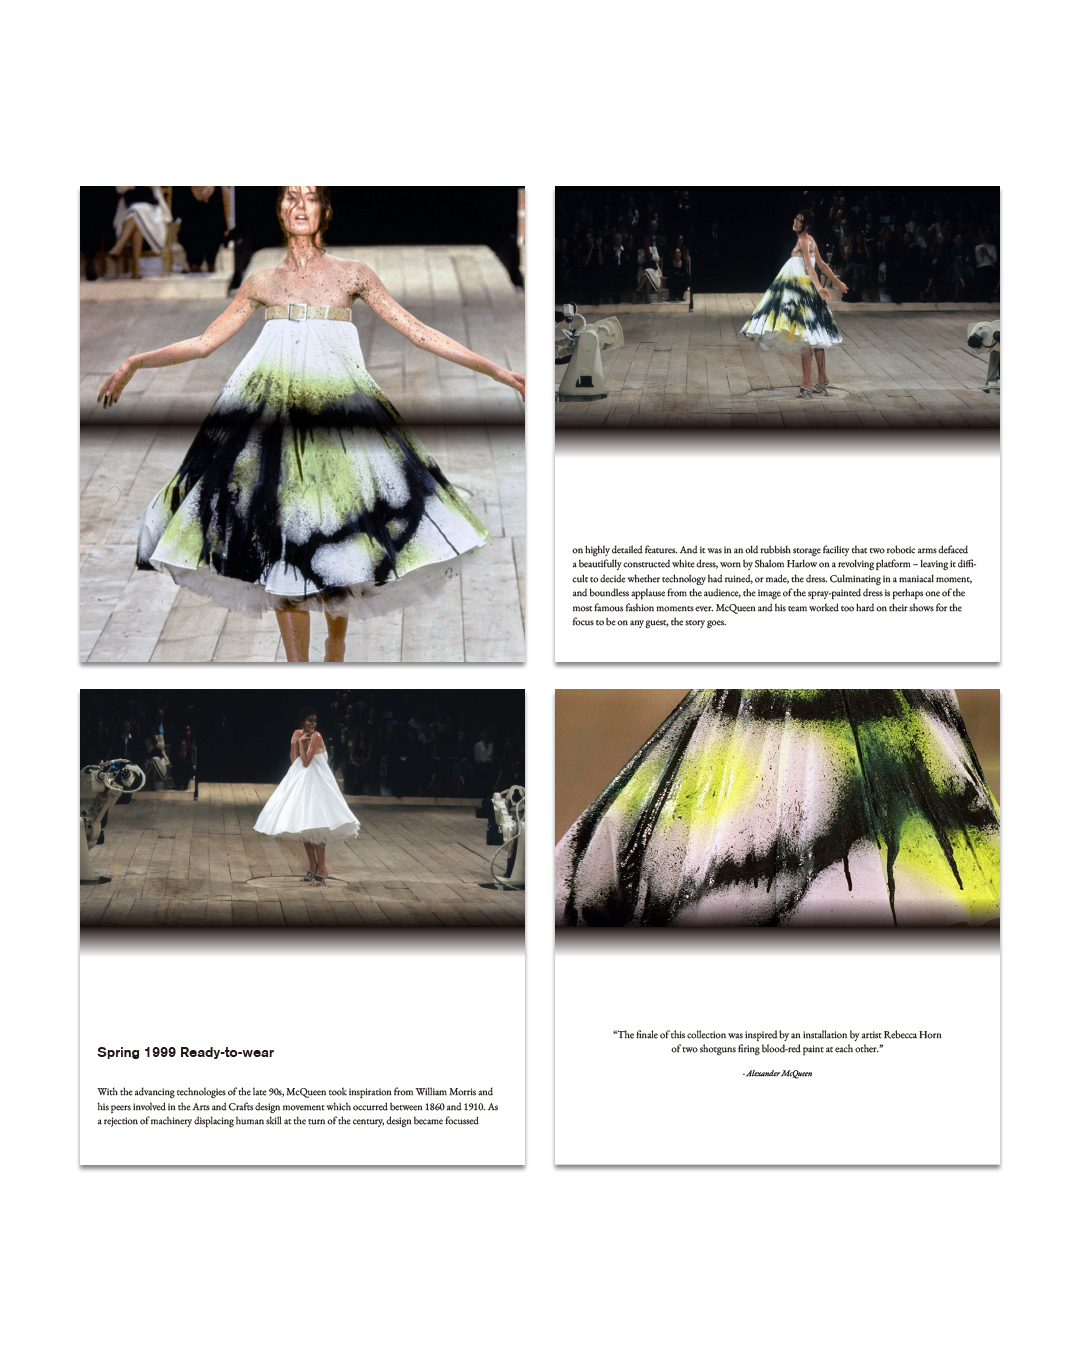 on highly detailed features. And it was in an old rubbish storage facility that two robotic arms defaced
a beautifully constructed white dress, worn by Shalom Harlow on a revolving platform – leaving it diffi-
cult to decide whether technology had ruined, or made, the dress. Culminating in a maniacal moment,
and boundless applause from the audience, the image of the spray-painted dress is perhaps one of the
most famous fashion moments ever. McQueen and his team worked too hard on their shows for the
focus to be on any guest, the story goes.
Spring 1999 Ready-to-wear
With the advancing technologies of the late 90s, McQueen took inspiration from William Morris and
his peers involved in the Arts and Crafts design movement which occurred between 1860 and 1910. As
a rejection of machinery displacing human skill at the turn of the century, design became focussed
“The finale of this collection was inspired by an installation by artist Rebecca Horn
of two shotguns firing blood-red paint at each other.”
- Alexander McQueen